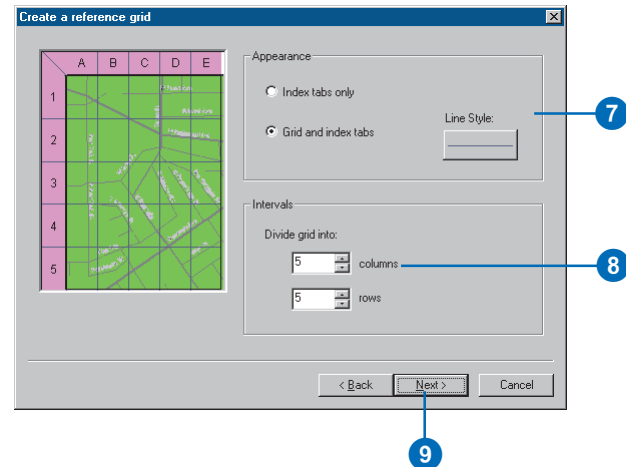 Create a reference grid
A B C D E
1
2
3
4
5
Appearance
Index tabs only
Grid and index tabs
Line Style:
7
Intervals
Divide grid into:
5 columns
8
5 rows
< Back
Next >
Cancel
9